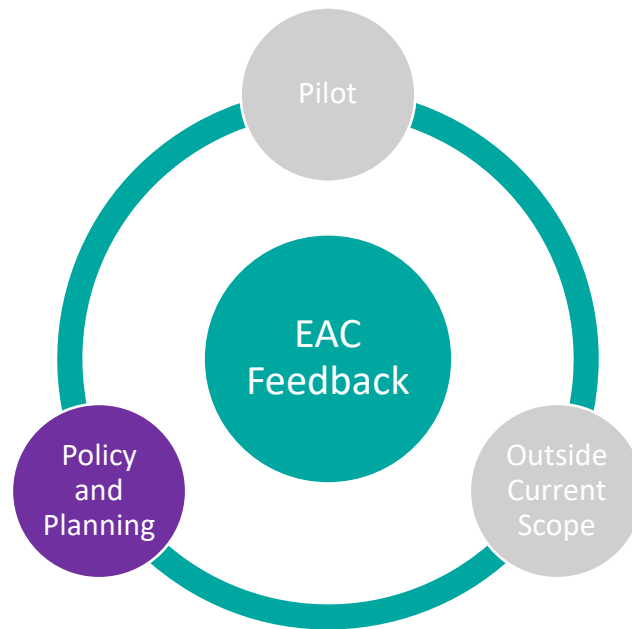 Pilot
EAC
Feedback
Policy
and
Planning
Outside
Current
Scope